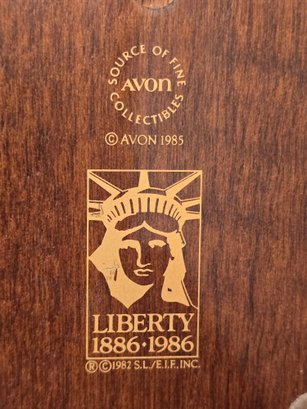 SOURCE OF FINE
AVON
COLLECTIBLES
© AVON 1985
LIBERTY
1886·1986
®©1982 S.L./E.I.F., INC.